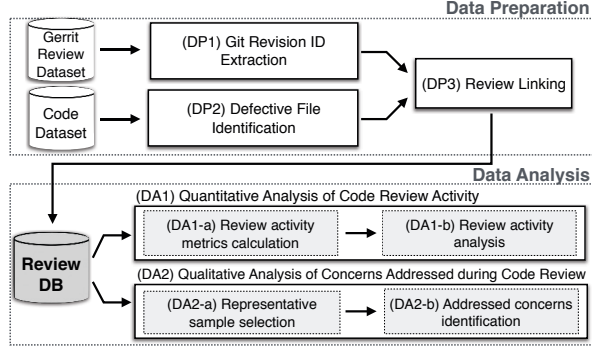 Data Preparation
Gerrit
Review
Dataset
(DP1) Git Revision ID
Extraction
Code
Dataset
(DP2) Defective File
Identification
(DP3) Review Linking
Data Analysis
Review
DB
(DA1) Quantitative Analysis of Code Review Activity
(DA1-a) Review activity
metrics calculation
(DA1-b) Review activity
analysis
(DA2) Qualitative Analysis of Concerns Addressed during Code Review
(DA2-a) Representative
sample selection
(DA2-b) Addressed concerns
identification